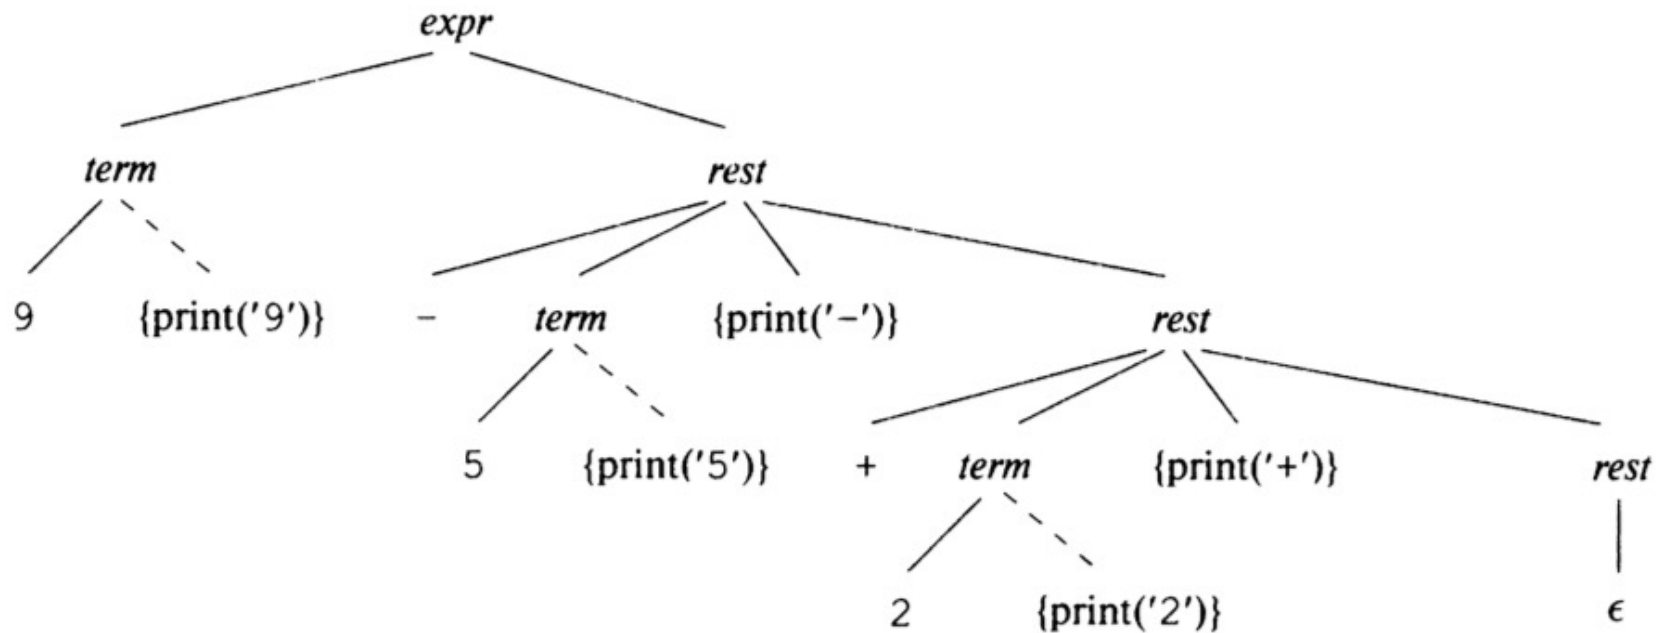 expr
term rest
9 {print('9')} - term {print('-')} rest
5 {print('5')} + term {print('+')} rest
2 {print('2')} ϵ